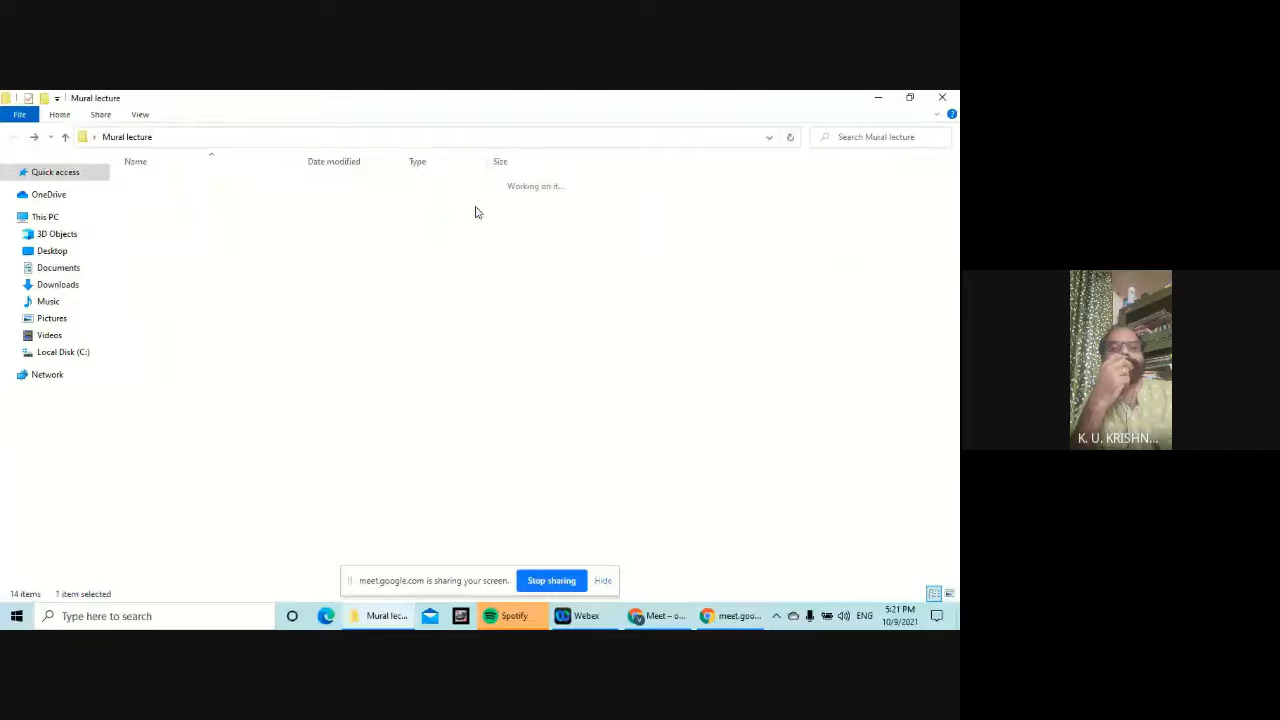 Mural lecture
File Home Share View
Mural lecture
Search Mural lecture
Name Date modified Type Size
Working on it...
Quick access
OneDrive
This PC
3D Objects
Desktop
Documents
Downloads
Music
Pictures
Videos
Local Disk (C:)
Network
K. U. KRISHN...
meet.google.com is sharing your screen. Stop sharing Hide
14 items 1 item selected
Type here to search
Mural lec... Spotify Webex Meet – o... meet.goo... ENG
5:21 PM
10/9/2021